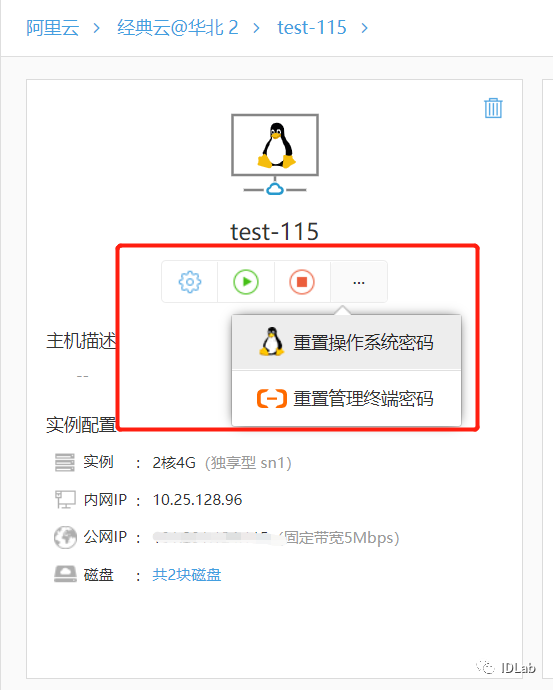 阿里云 > 经典云@华北 2 > test-115 >
test-115
...
重置操作系统密码
主机描述
--
重置管理终端密码
实例配置
实例 : 2核4G（独享型 sn1）
内网IP : 10.25.128.96
公网IP : （固定带宽5Mbps）
磁盘 : 共2块磁盘
IDLab